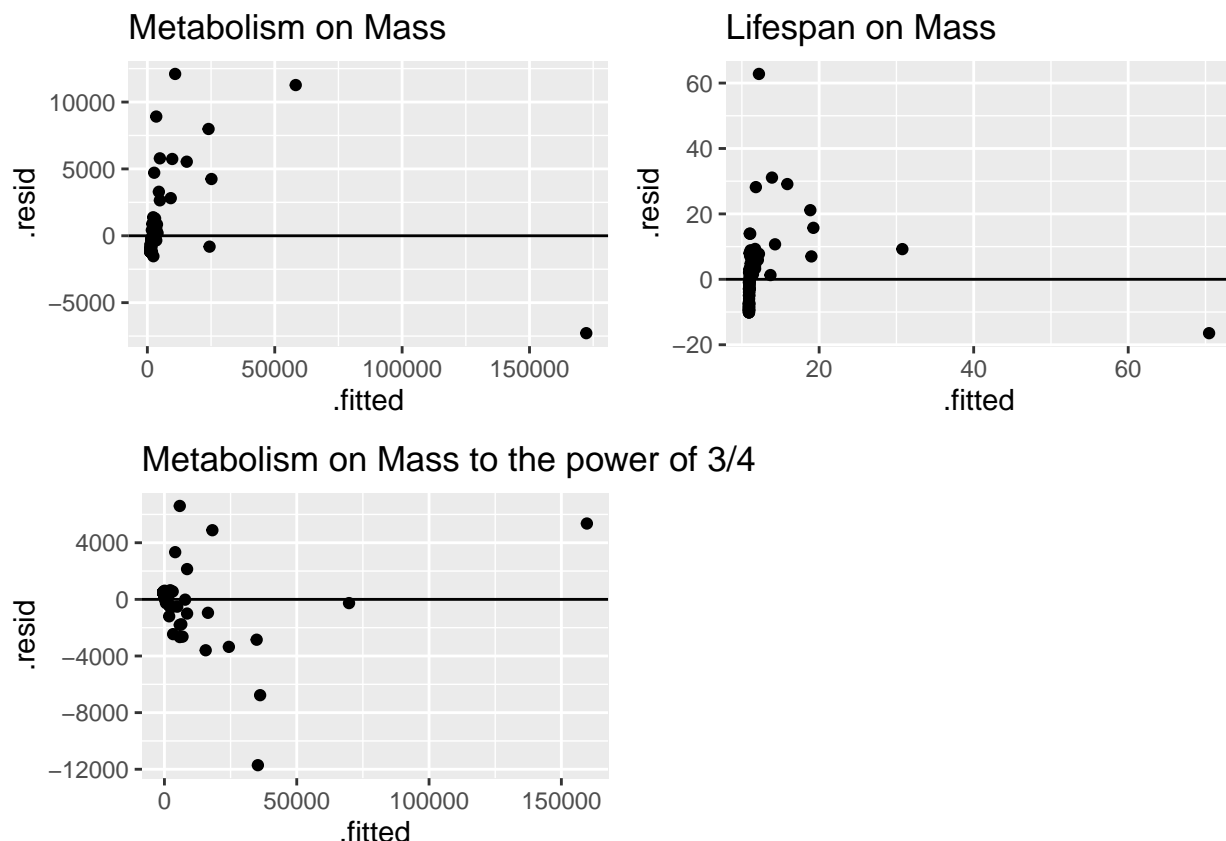 Metabolism on Mass
10000
5000
0
−5000
.resid
0 50000 100000 150000
.fitted
Lifespan on Mass
60
40
20
0
−20
.resid
20 40 60
.fitted
Metabolism on Mass to the power of 3/4
4000
0
−4000
−8000
−12000
.resid
0 50000 100000 150000
.fitted